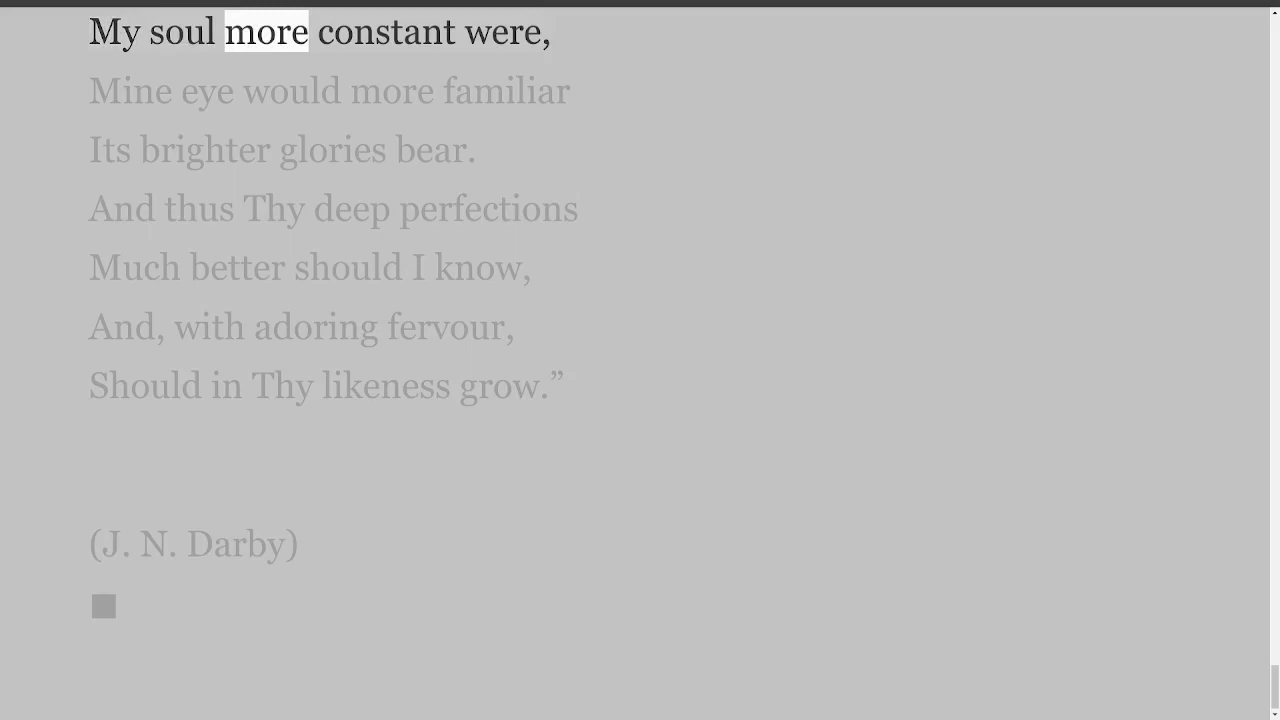 My soul more constant were,
Mine eye would more familiar
Its brighter glories bear.
And thus Thy deep perfections
Much better should I know,
And, with adoring fervour,
Should in Thy likeness grow.”
(J. N. Darby)